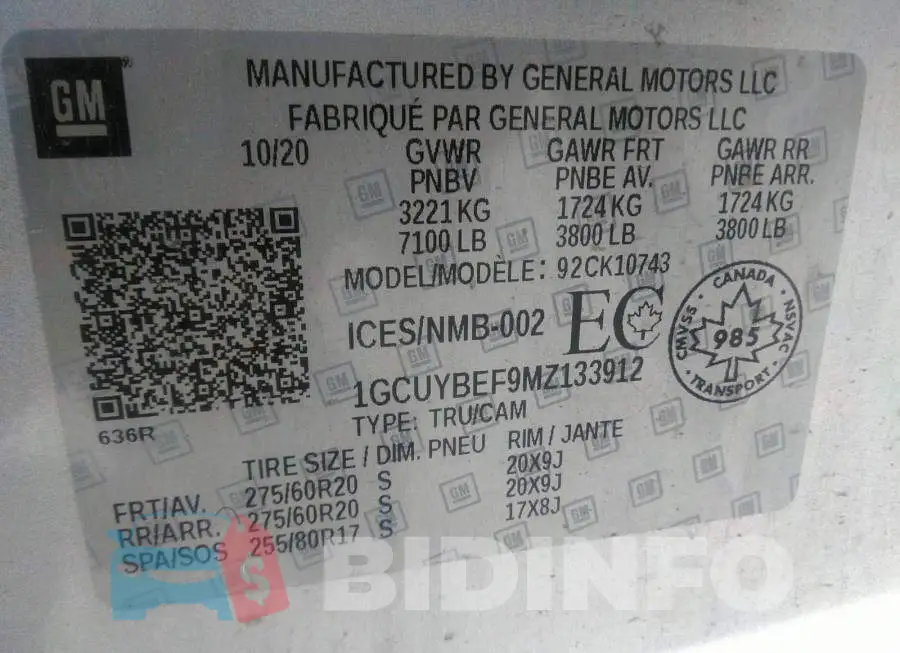 GM
MANUFACTURED BY GENERAL MOTORS LLC
FABRIQUÉ PAR GENERAL MOTORS LLC
10/20 GVWR GAWR FRT GAWR RR
PNBV PNBE AV. PNBE ARR.
3221 KG 1724 KG 1724 KG
7100 LB 3800 LB 3800 LB
MODEL/MODÈLE: 92CK10743
ICES/NMB-002 EC
CANADA
CMVSS 985 NSVAC
TRANSPORT
1GCUYBEF9MZ133912
TYPE: TRU/CAM
636R
TIRE SIZE / DIM. PNEU RIM / JANTE
FRT/AV. 275/60R20 S 20X9J
RR/ARR. 275/60R20 S 20X9J
SPA/SOS 255/80R17 S 17X8J
BIDINFO